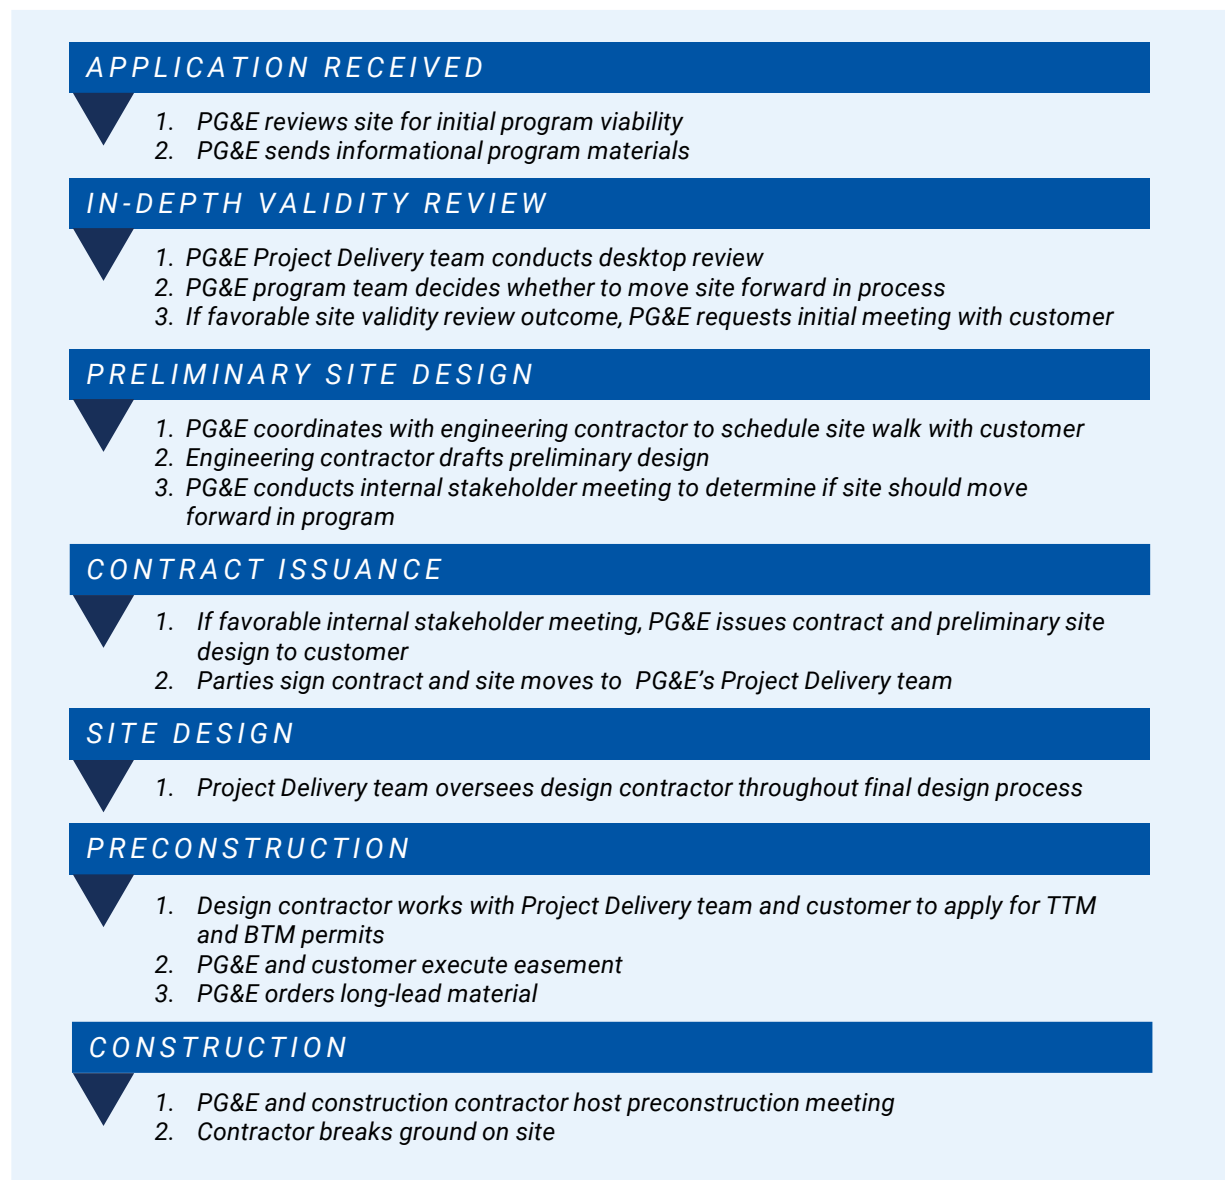 APPLICATION RECEIVED
1. PG&E reviews site for initial program viability
2. PG&E sends informational program materials
IN-DEPTH VALIDITY REVIEW
1. PG&E Project Delivery team conducts desktop review
2. PG&E program team decides whether to move site forward in process
3. If favorable site validity review outcome, PG&E requests initial meeting with customer
PRELIMINARY SITE DESIGN
1. PG&E coordinates with engineering contractor to schedule site walk with customer
2. Engineering contractor drafts preliminary design
3. PG&E conducts internal stakeholder meeting to determine if site should move
forward in program
CONTRACT ISSUANCE
1. If favorable internal stakeholder meeting, PG&E issues contract and preliminary site
design to customer
2. Parties sign contract and site moves to PG&E’s Project Delivery team
SITE DESIGN
1. Project Delivery team oversees design contractor throughout final design process
PRECONSTRUCTION
1. Design contractor works with Project Delivery team and customer to apply for TTM
and BTM permits
2. PG&E and customer execute easement
3. PG&E orders long-lead material
CONSTRUCTION
1. PG&E and construction contractor host preconstruction meeting
2. Contractor breaks ground on site